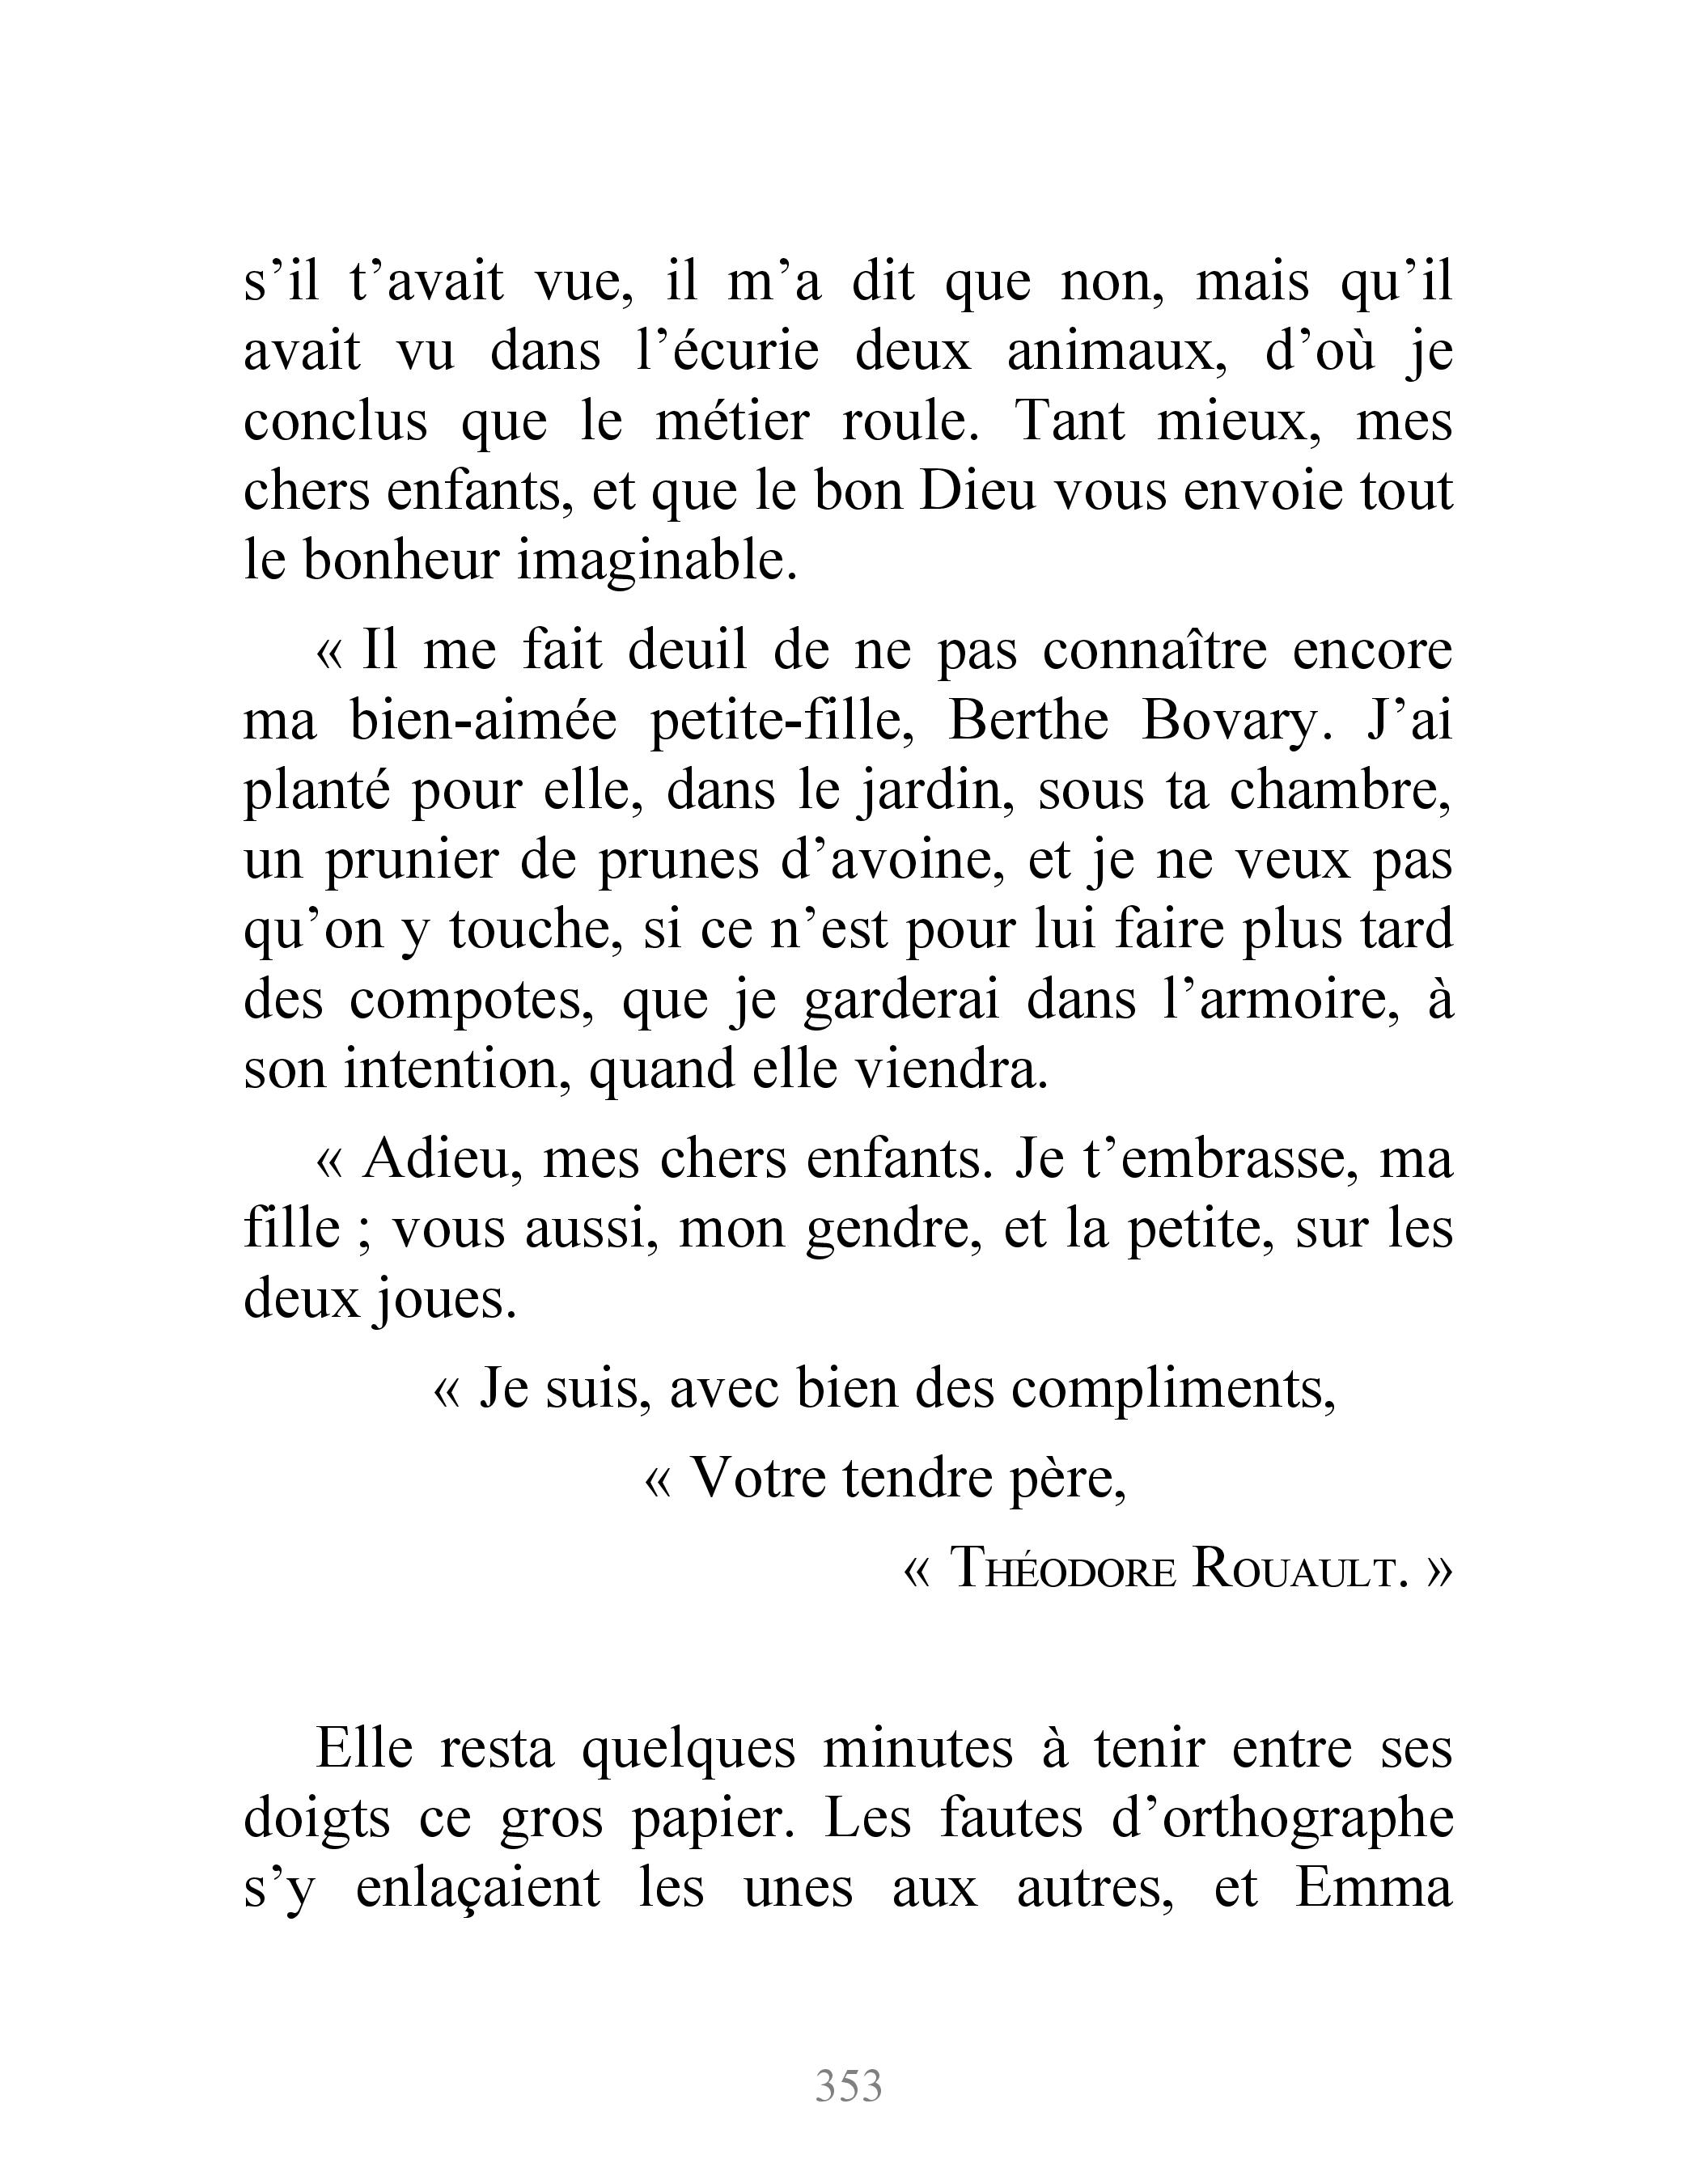 s’il t’avait vue, il m’a dit que non, mais qu’il
avait vu dans l’écurie deux animaux, d’où je
conclus que le métier roule. Tant mieux, mes
chers enfants, et que le bon Dieu vous envoie tout
le bonheur imaginable.
« Il me fait deuil de ne pas connaître encore
ma bien-aimée petite-fille, Berthe Bovary. J’ai
planté pour elle, dans le jardin, sous ta chambre,
un prunier de prunes d’avoine, et je ne veux pas
qu’on y touche, si ce n’est pour lui faire plus tard
des compotes, que je garderai dans l’armoire, à
son intention, quand elle viendra.
« Adieu, mes chers enfants. Je t’embrasse, ma
fille ; vous aussi, mon gendre, et la petite, sur les
deux joues.
« Je suis, avec bien des compliments,
« Votre tendre père,
« THÉODORE ROUAULT. »
Elle resta quelques minutes à tenir entre ses
doigts ce gros papier. Les fautes d’orthographe
s’y enlaçaient les unes aux autres, et Emma
353